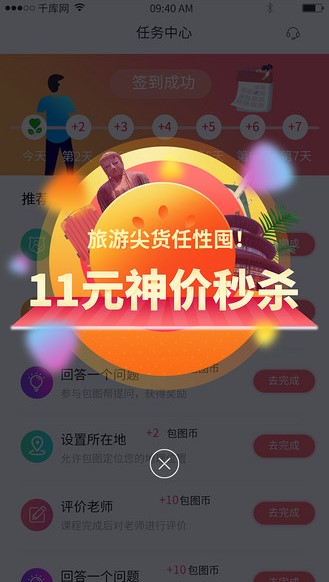 千库网
09:40 AM
任务中心
签到成功
+2 +3 +4 +5 +6 +7
今天 第2天 天 第7天
推荐
旅游尖货任性囤!
11元神价秒杀
去完成
回答一个问题
参与包图帮提问，获得奖励
去完成
设置所在地 +2 包图币
允许包图定位您的 置
去完成
评价老师 +10包图币
课程完成后对老师进行评价
去完成
回答一个问题 +10包图币